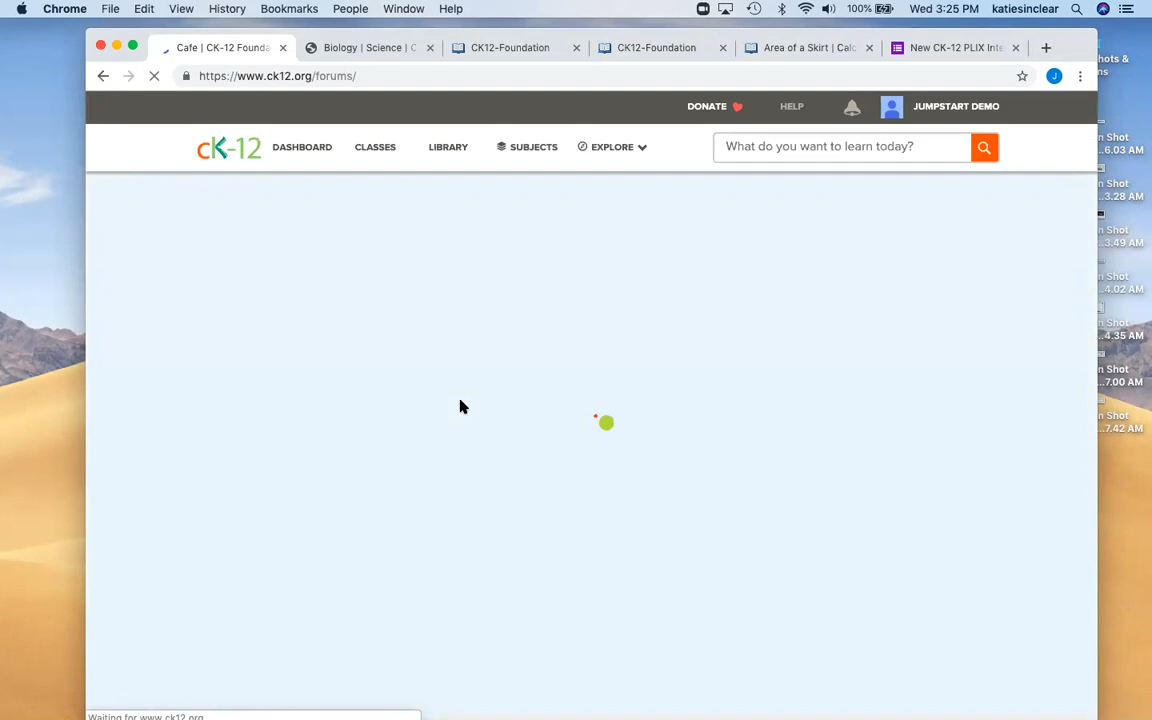 Chrome File Edit View History Bookmarks People Window Help 100% Wed 3:25 PM katiesinclear
Cafe | CK-12 Founda Biology | Science | C CK12-Foundation CK12-Foundation Area of a Skirt | Calc New CK-12 PLIX Inte
https://www.ck12.org/forums/ J
DONATE HELP JUMPSTART DEMO
cK-12 DASHBOARD CLASSES LIBRARY SUBJECTS EXPLORE What do you want to learn today?
Waiting for www.ck12.org
hots &
ns
n Shot
...6.03 AM
n Shot
...3.28 AM
n Shot
...3.49 AM
n Shot
...4.02 AM
n Shot
...4.35 AM
n Shot
...7.00 AM
n Shot
...7.42 AM